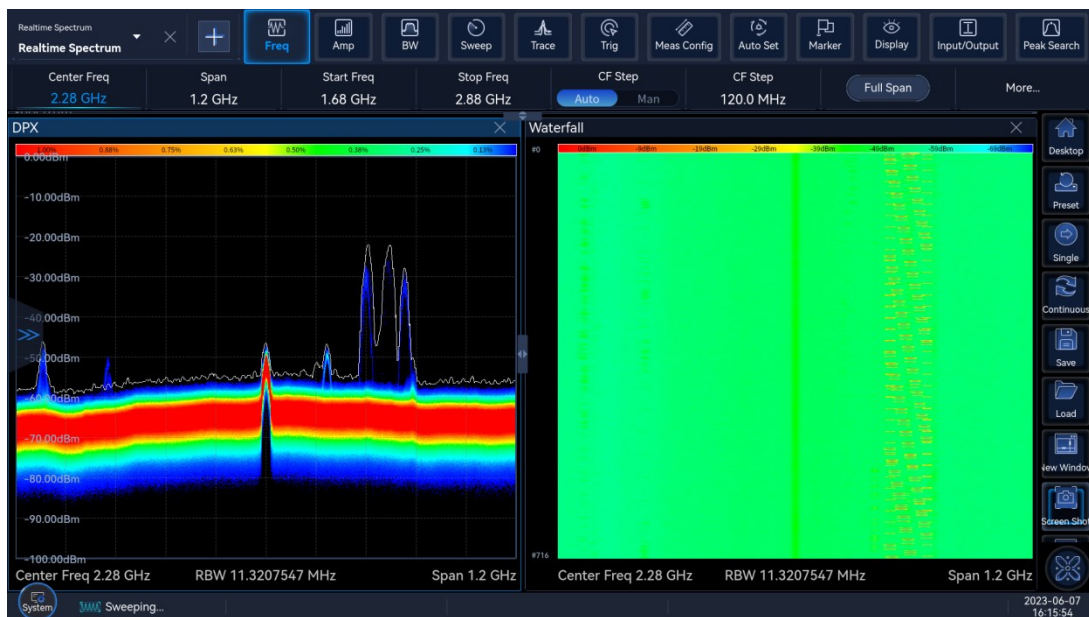 Realtime Spectrum
Realtime Spectrum
Freq
Amp
BW
Sweep
Trace
Trig
Meas Config
Auto Set
Marker
Display
Input/Output
Peak Search
Center Freq
2.28 GHz
Span
1.2 GHz
Start Freq
1.68 GHz
Stop Freq
2.88 GHz
CF Step
Auto Man
CF Step
120.0 MHz
Full Span
More...
DPX
1.00% 0.88% 0.75% 0.63% 0.50% 0.38% 0.25% 0.13%
0.00dBm
-10.00dBm
-20.00dBm
-30.00dBm
-40.00dBm
-50.00dBm
-60.00dBm
-70.00dBm
-80.00dBm
-90.00dBm
-100.00dBm
Center Freq 2.28 GHz RBW 11.3207547 MHz Span 1.2 GHz
Waterfall
#0
0dBm -9dBm -19dBm -29dBm -39dBm -49dBm -59dBm -69dBm
#716
Center Freq 2.28 GHz RBW 11.3207547 MHz Span 1.2 GHz
Desktop
Preset
Single
Continuous
Save
Load
New Window
Screen Shot
System
Sweeping...
2023-06-07
16:15:54